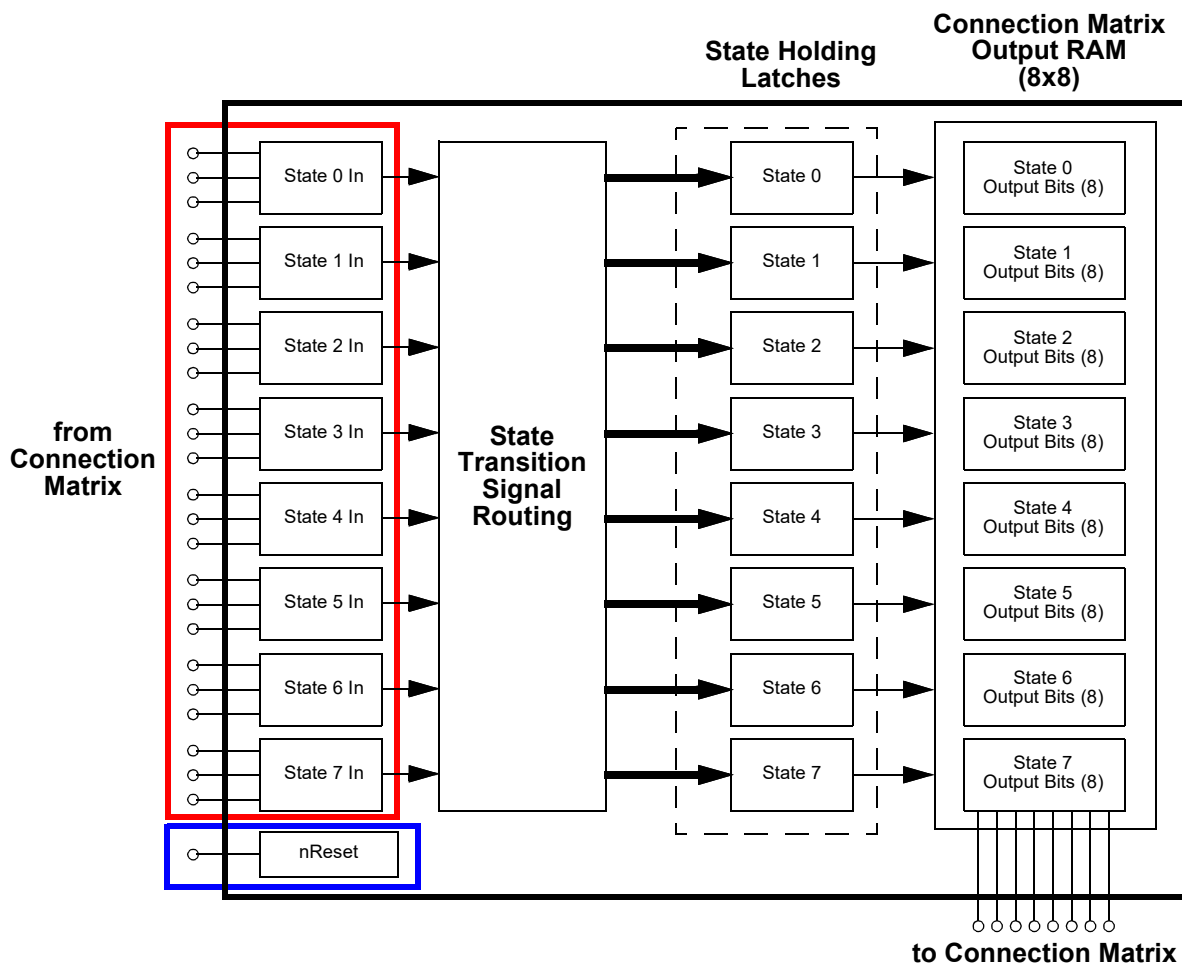 Connection Matrix
Output RAM
(8x8)
State Holding
Latches
State 0 In
State 0
State 0
Output Bits (8)
State 1 In
State 1
State 1
Output Bits (8)
State 2 In
State 2
State 2
Output Bits (8)
from
Connection
Matrix
State 3 In
State
Transition
Signal
Routing
State 3
State 3
Output Bits (8)
State 4 In
State 4
State 4
Output Bits (8)
State 5 In
State 5
State 5
Output Bits (8)
State 6 In
State 6
State 6
Output Bits (8)
State 7 In
State 7
State 7
Output Bits (8)
nReset
to Connection Matrix